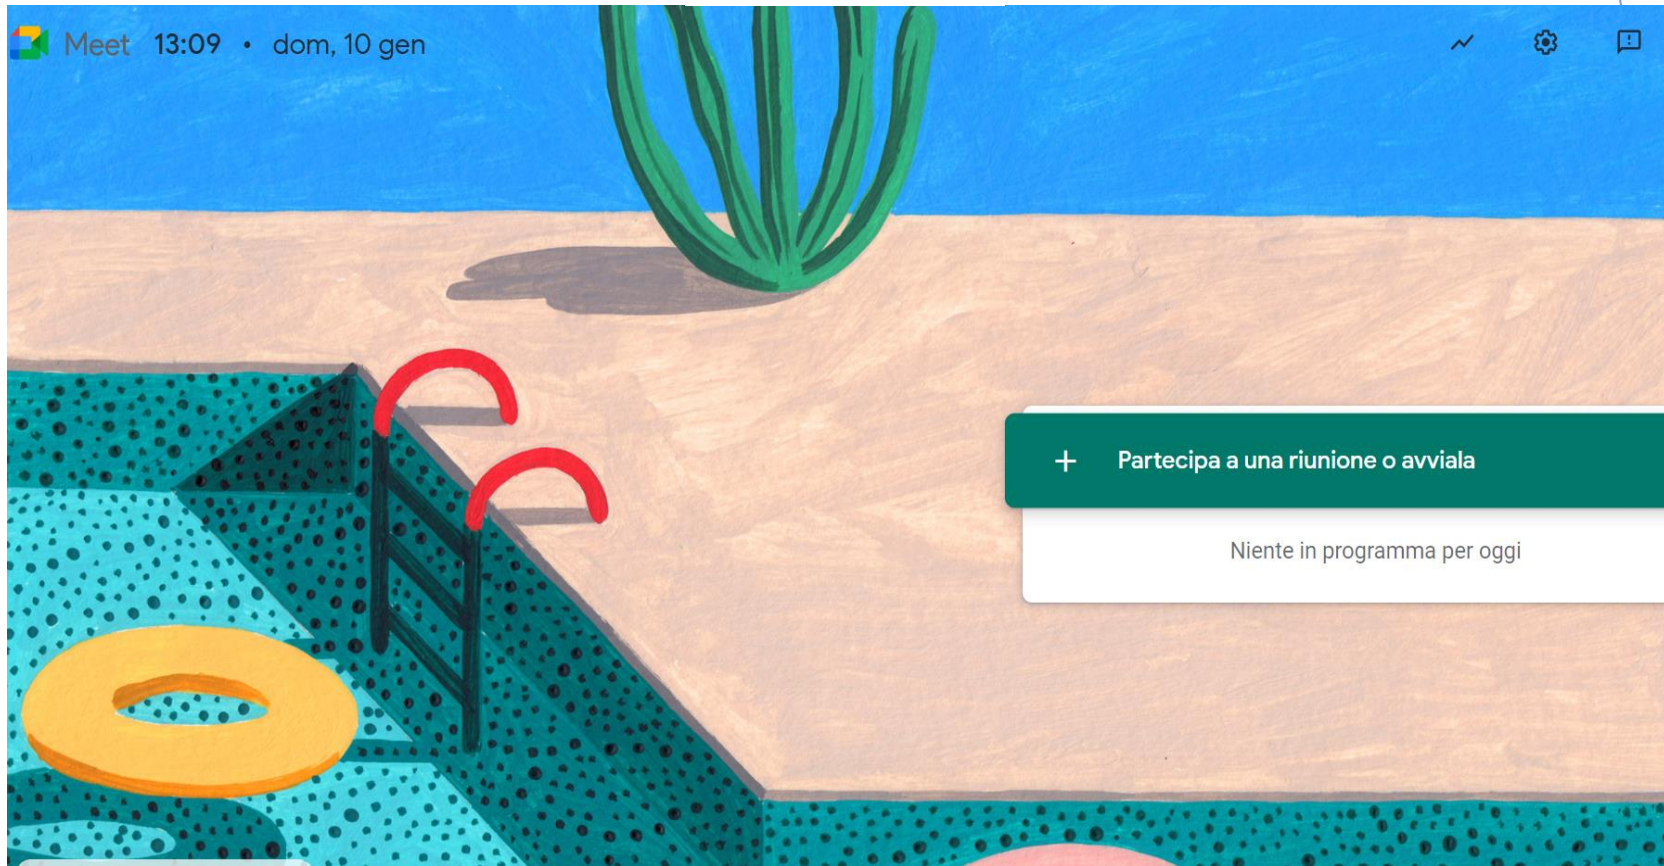 Meet 13:09 • dom, 10 gen
Partecipa a una riunione o avviala
Niente in programma per oggi